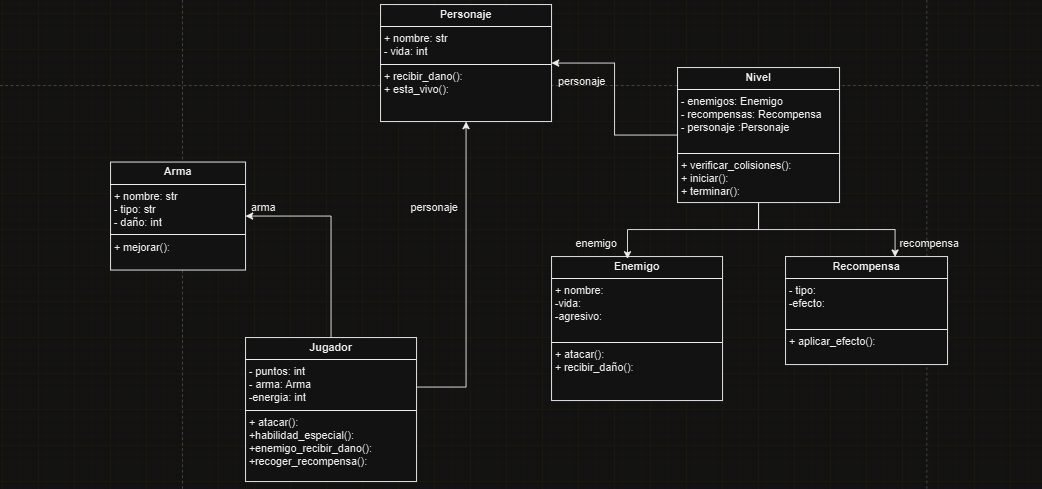 Personaje
+ nombre: str
- vida: int
+ recibir_dano():
+ esta_vivo():
personaje
Nivel
- enemigos: Enemigo
- recompensas: Recompensa
- personaje :Personaje
+ verificar_colisiones():
+ iniciar():
+ terminar():
Arma
+ nombre: str
- tipo: str
- daño: int
+ mejorar():
arma
personaje
enemigo
recompensa
Enemigo
+ nombre:
-vida:
-agresivo:
+ atacar():
+ recibir_daño():
Recompensa
- tipo:
-efecto:
+ aplicar_efecto():
Jugador
- puntos: int
- arma: Arma
-energia: int
+ atacar():
+habilidad_especial():
+enemigo_recibir_dano():
+recoger_recompensa():